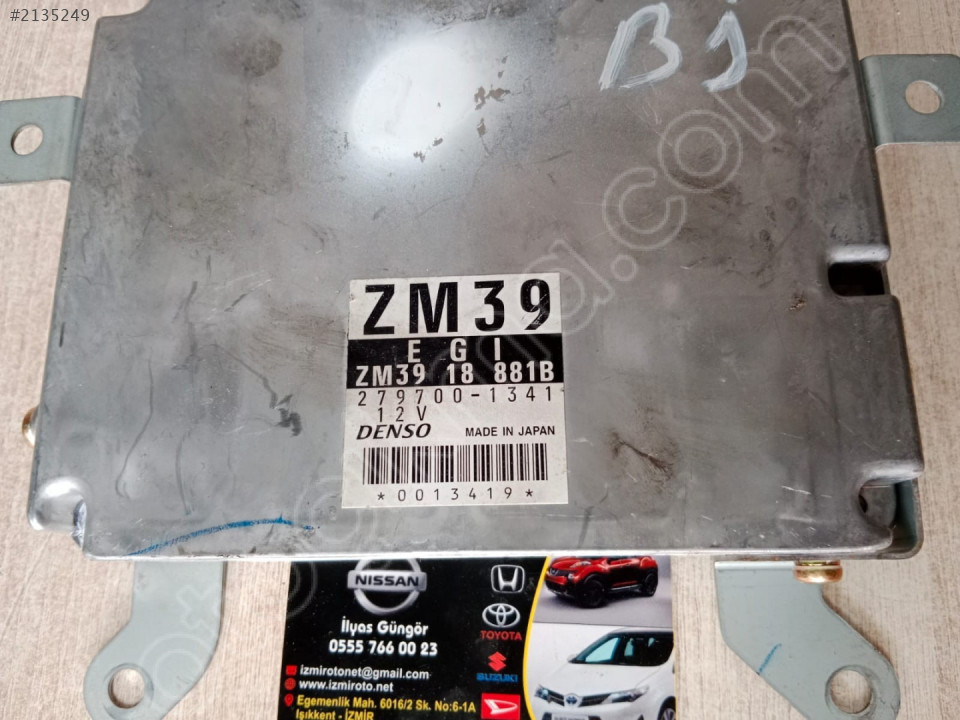 #2135249
BJ
ZM39
E G I
ZM39 18 881B
279700-1341
12V
DENSO MADE IN JAPAN
*0013419*
NISSAN
İlyas Güngör
0555 766 00 23
izmirotonet@gmail.com
www.izmiroto.net
Egemenlik Mah. 6016/2 Sk. No:6-1A
Işıkkent - İZMİR
TOYOTA
SUZUKI